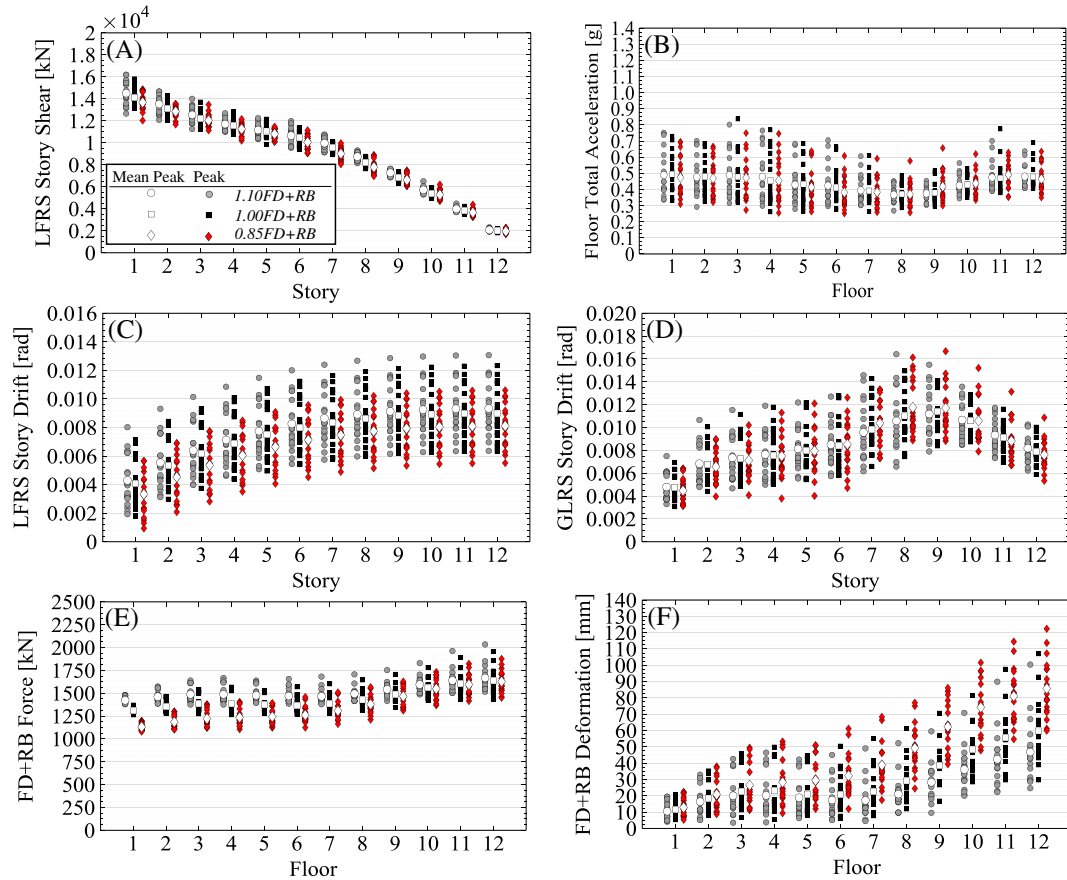 ×10⁴
(A)
LFRS Story Shear [kN]
2
1.8
1.6
1.4
1.2
1
0.8
0.6
0.4
0.2
0
Mean Peak Peak
1.10FD+RB
1.00FD+RB
0.85FD+RB
1 2 3 4 5 6 7 8 9 10 11 12
Story
(B)
Floor Total Acceleration [g]
1.4
1.3
1.2
1.1
1
0.9
0.8
0.7
0.6
0.5
0.4
0.3
0.2
0.1
0
1 2 3 4 5 6 7 8 9 10 11 12
Floor
(C)
LFRS Story Drift [rad]
0.016
0.014
0.012
0.010
0.008
0.006
0.004
0.002
0
1 2 3 4 5 6 7 8 9 10 11 12
Story
(D)
GLRS Story Drift [rad]
0.020
0.018
0.016
0.014
0.012
0.010
0.008
0.006
0.004
0.002
0
1 2 3 4 5 6 7 8 9 10 11 12
Story
(E)
FD+RB Force [kN]
2500
2250
2000
1750
1500
1250
1000
750
500
250
0
1 2 3 4 5 6 7 8 9 10 11 12
Floor
(F)
FD+RB Deformation [mm]
140
130
120
110
100
90
80
70
60
50
40
30
20
10
0
1 2 3 4 5 6 7 8 9 10 11 12
Floor